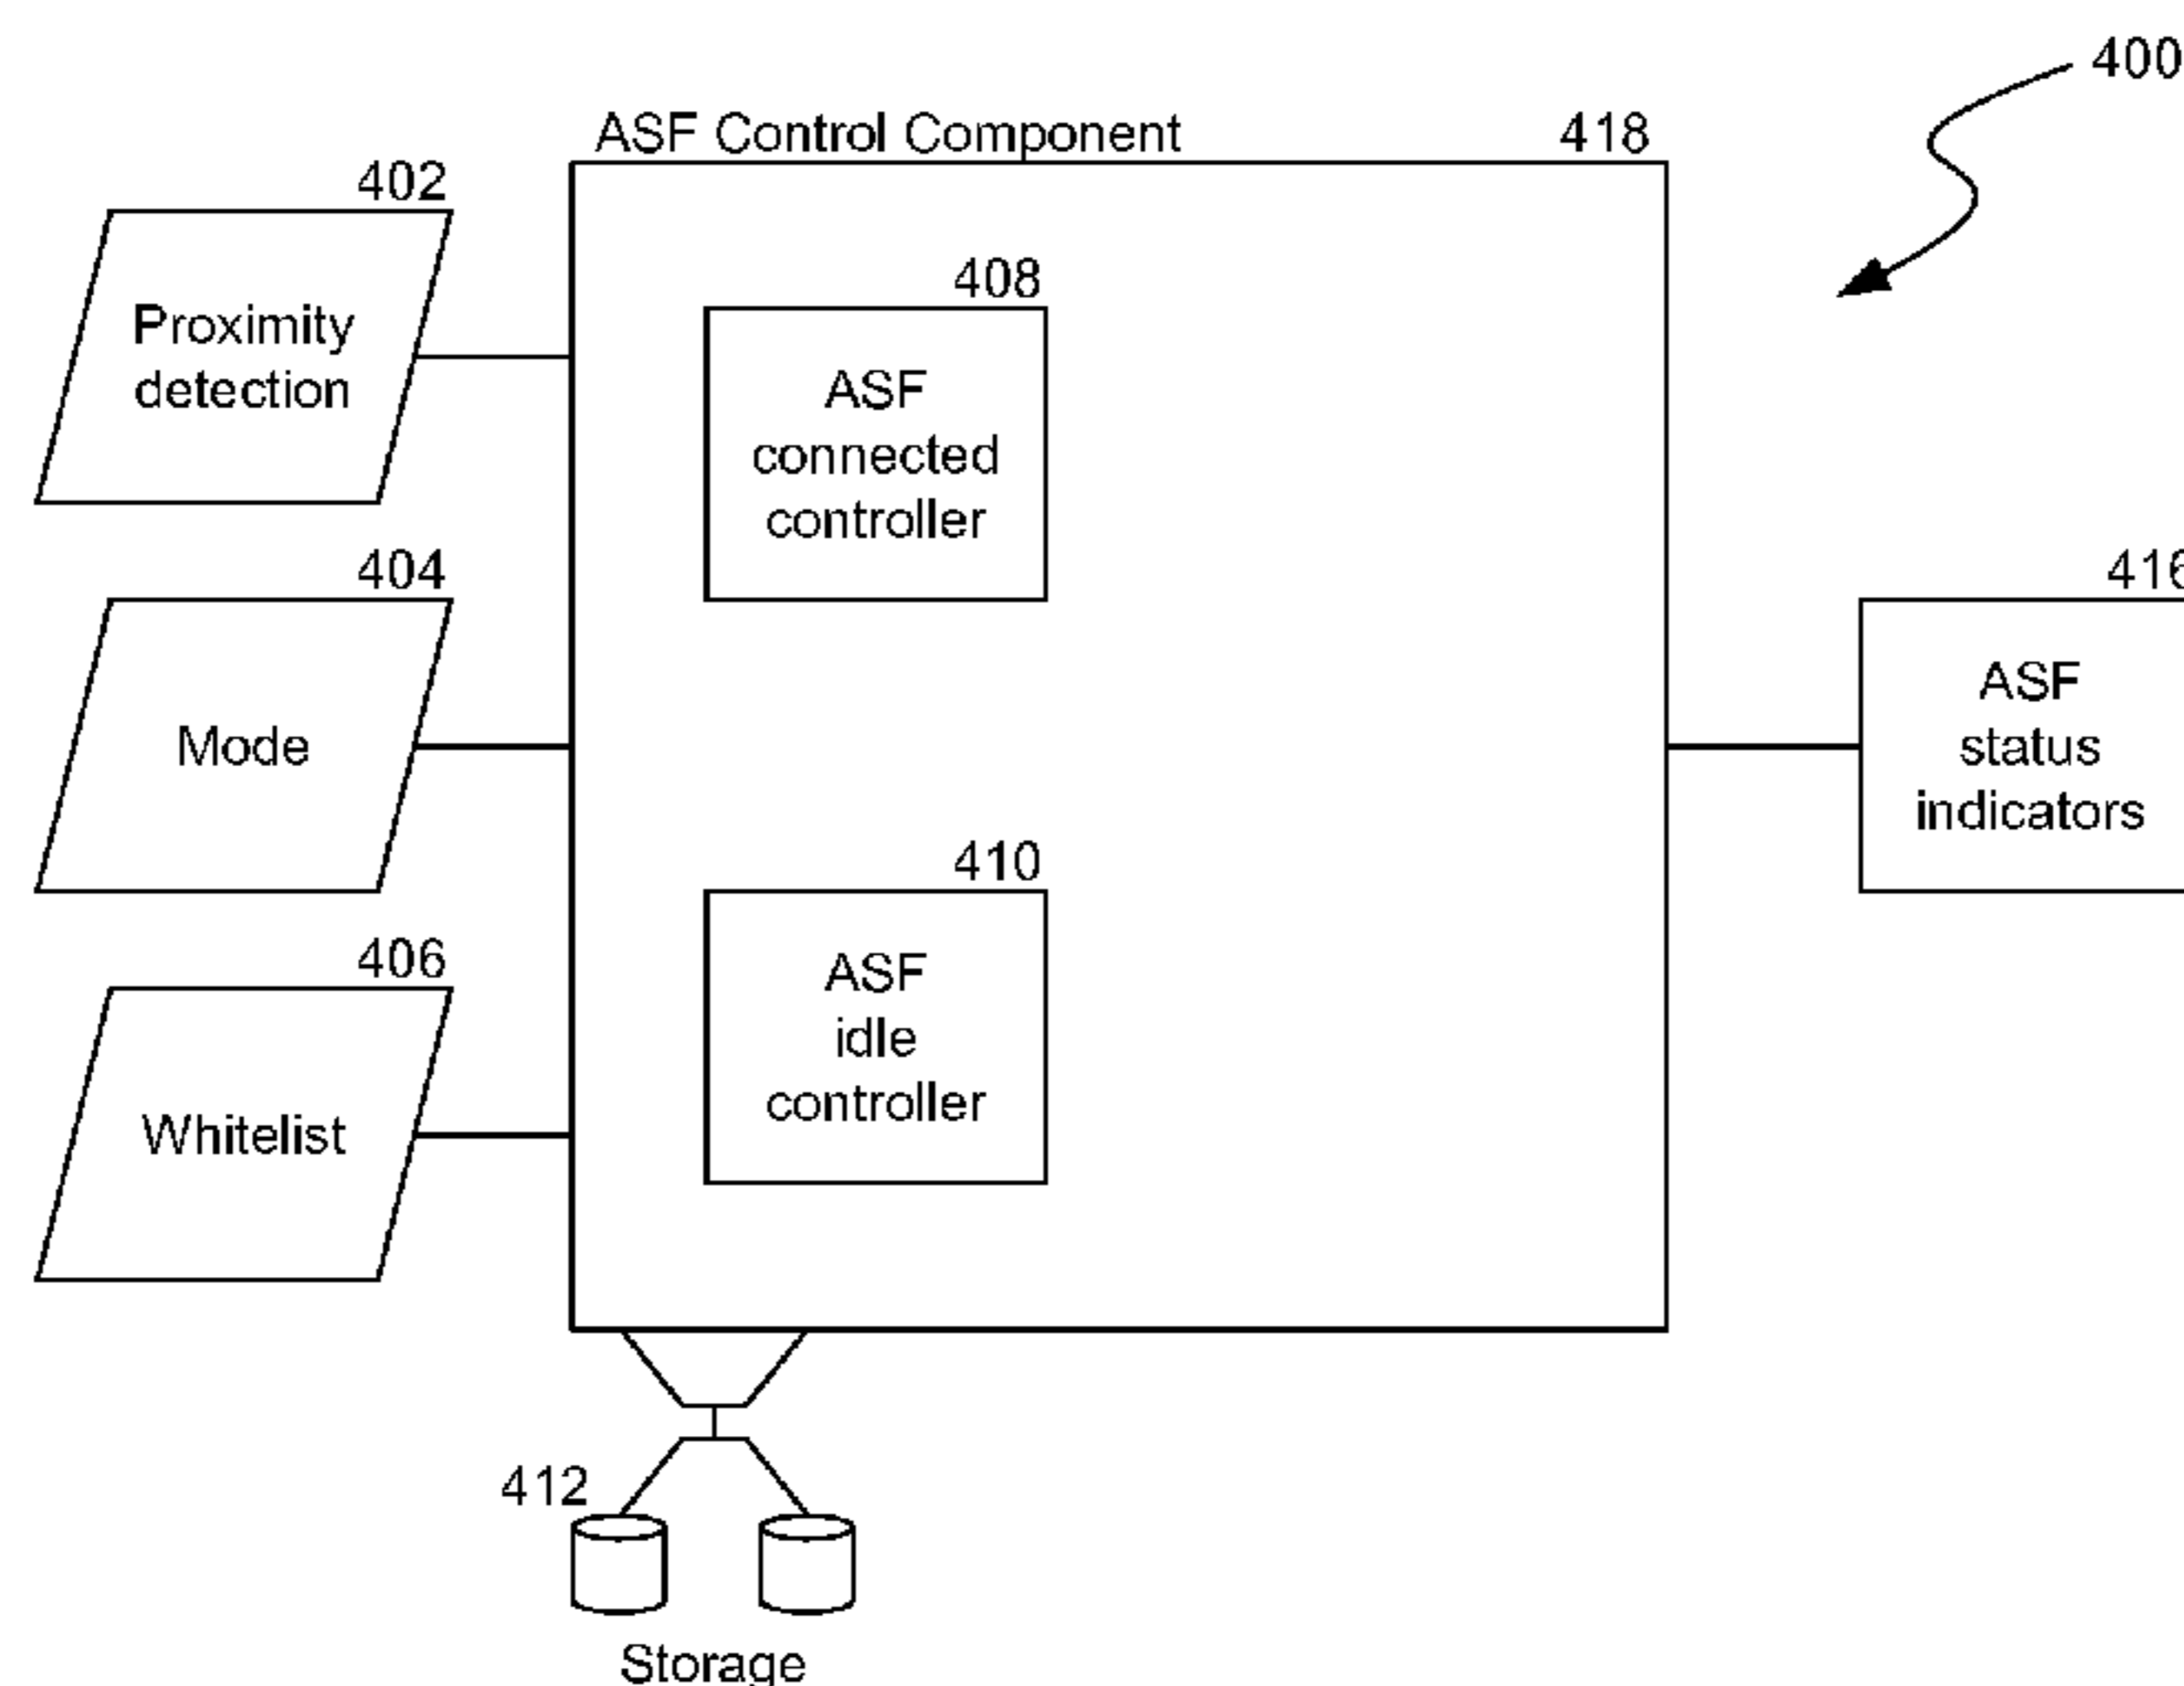 400
ASF Control Component
418
402
Proximity
detection
408
ASF
connected
controller
404
Mode
416
ASF
status
indicators
410
ASF
idle
controller
406
Whitelist
412
Storage